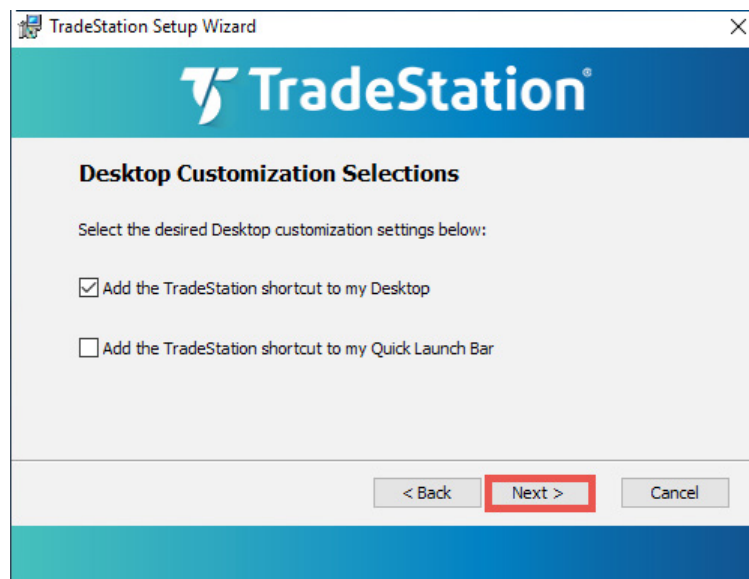 TradeStation Setup Wizard
TradeStation®
Desktop Customization Selections
Select the desired Desktop customization settings below:
Add the TradeStation shortcut to my Desktop
Add the TradeStation shortcut to my Quick Launch Bar
< Back Next > Cancel